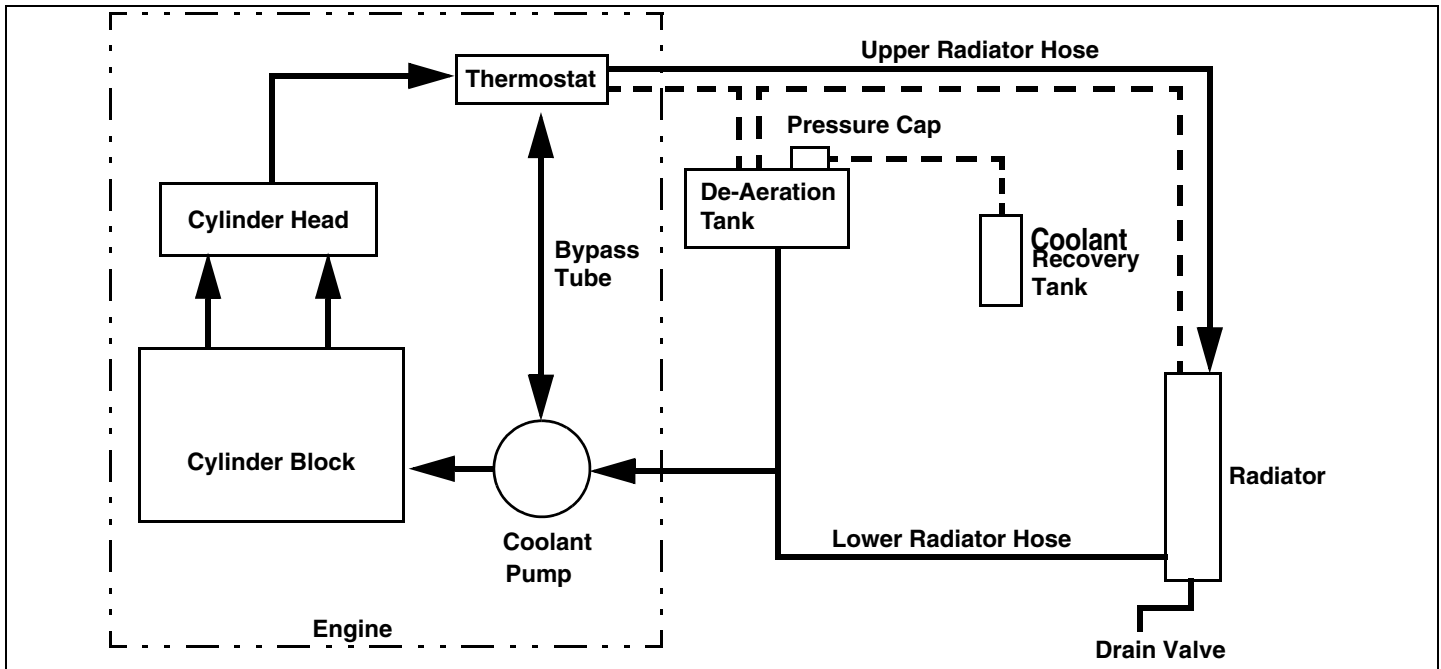 Upper Radiator Hose
Thermostat
Pressure Cap
De-Aeration
Tank
Cylinder Head
Bypass
Tube
Coolant
Recovery
Tank
Cylinder Block
Radiator
Coolant
Pump
Lower Radiator Hose
Engine
Drain Valve